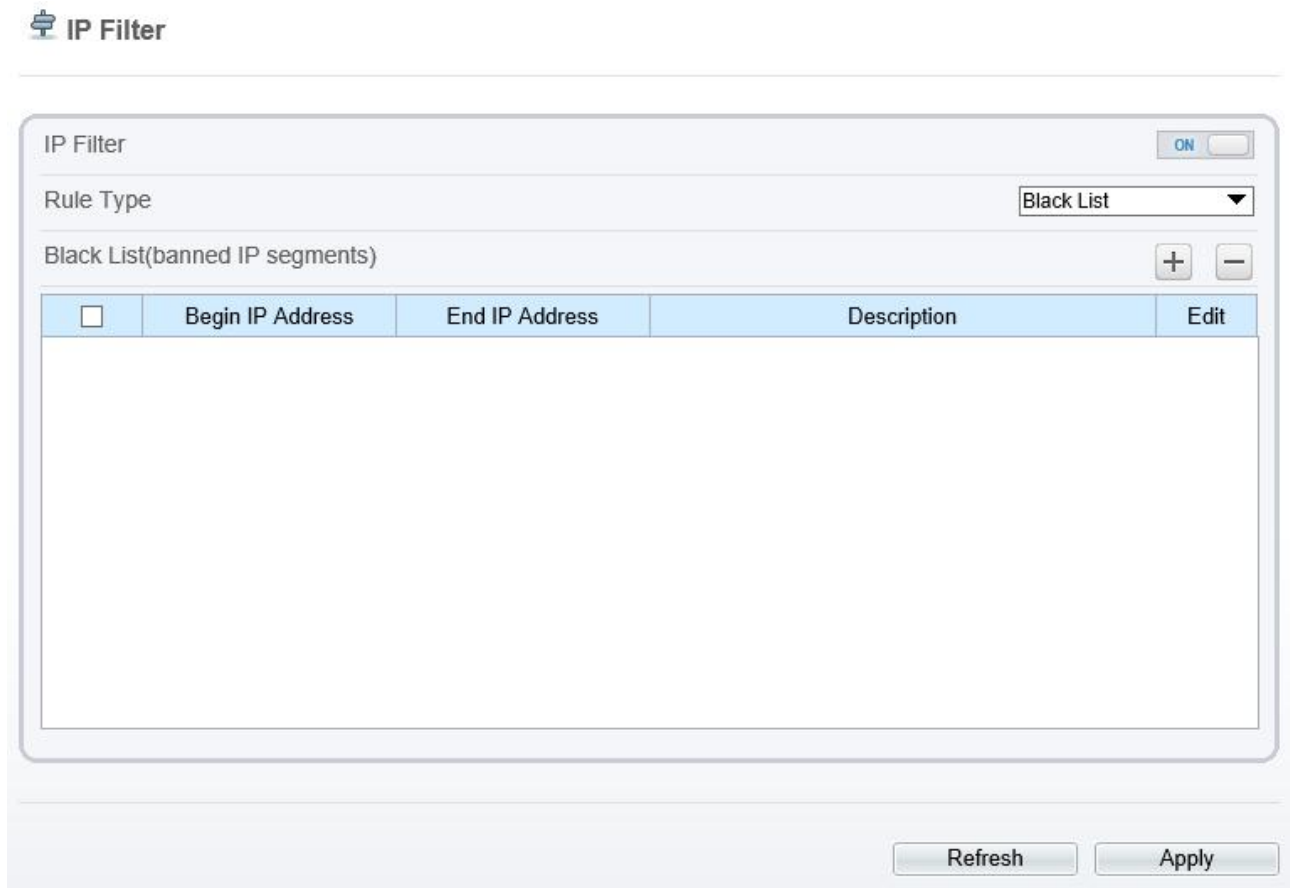 IP Filter
IP Filter
ON
Rule Type
Black List
Black List(banned IP segments)
Begin IP Address End IP Address Description Edit
Refresh Apply